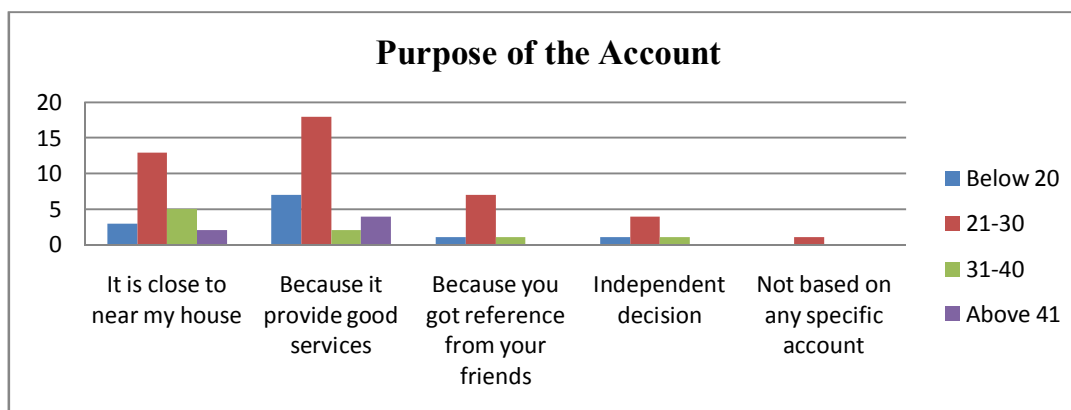 Purpose of the Account
20
15
10
5
0
It is close to
near my house
Because it
provide good
services
Because you
got reference
from your
friends
Independent
decision
Not based on
any specific
account
Below 20
21-30
31-40
Above 41